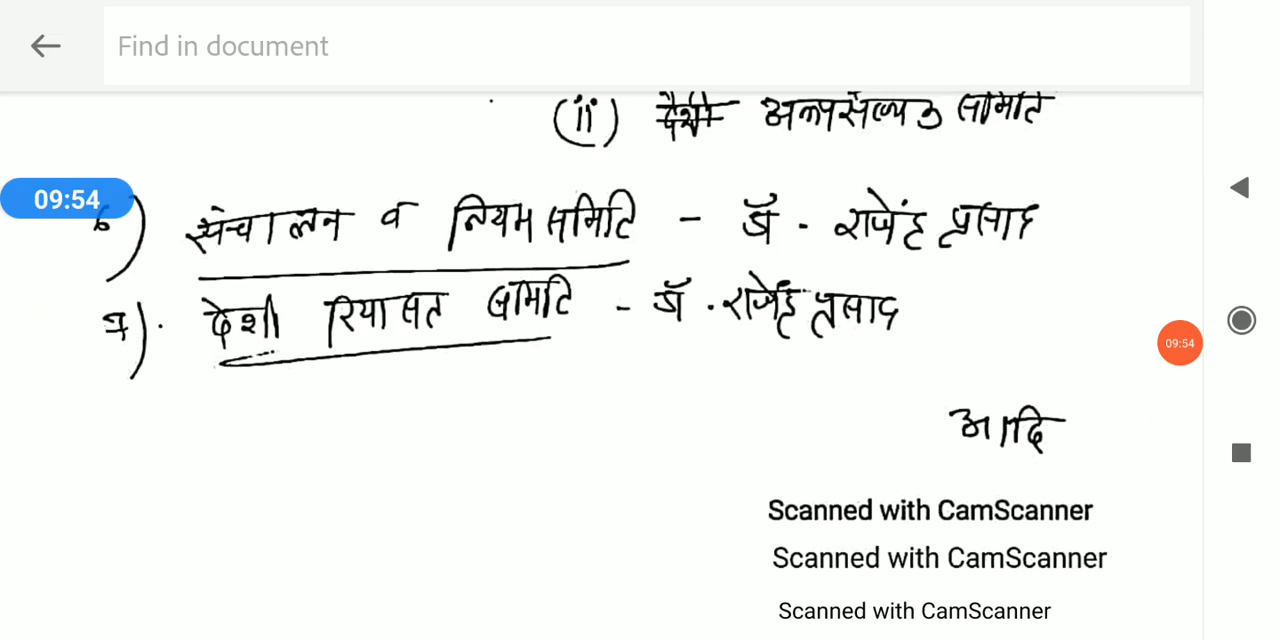 Find in document
(ii) देशी अल्पसंख्यक समिति
09:54
6) संचालन व नियम समिति - डॉ. राजेंद्र प्रसाद
7). देशी रियासत समिति - डॉ. राजेंद्र प्रसाद
09:54
आदि
Scanned with CamScanner
Scanned with CamScanner
Scanned with CamScanner